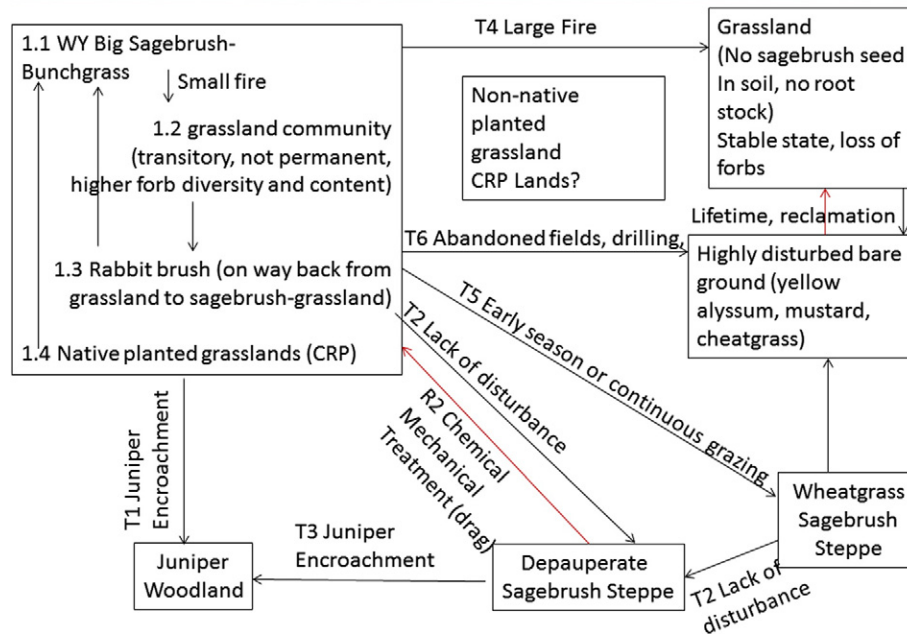 1.1 WY Big Sagebrush-
Bunchgrass
Small fire
1.2 grassland community
(transitory, not permanent,
higher forb diversity and content)
1.3 Rabbit brush (on way back from
grassland to sagebrush-grassland)
1.4 Native planted grasslands (CRP)
T4 Large Fire
Non-native
planted
grassland
CRP Lands?
Grassland
(No sagebrush seed
In soil, no root
stock)
Stable state, loss of
forbs
Lifetime, reclamation
T6 Abandoned fields, drilling,
Highly disturbed bare
ground (yellow
alyssum, mustard,
cheatgrass)
T5 Early season or continuous grazing
T2 Lack of disturbance
R2 Chemical
Mechanical
Treatment (drag)
T1 Juniper
Encroachment
T3 Juniper
Encroachment
Juniper
Woodland
Depauperate
Sagebrush Steppe
T2 Lack of
disturbance
Wheatgrass
Sagebrush
Steppe